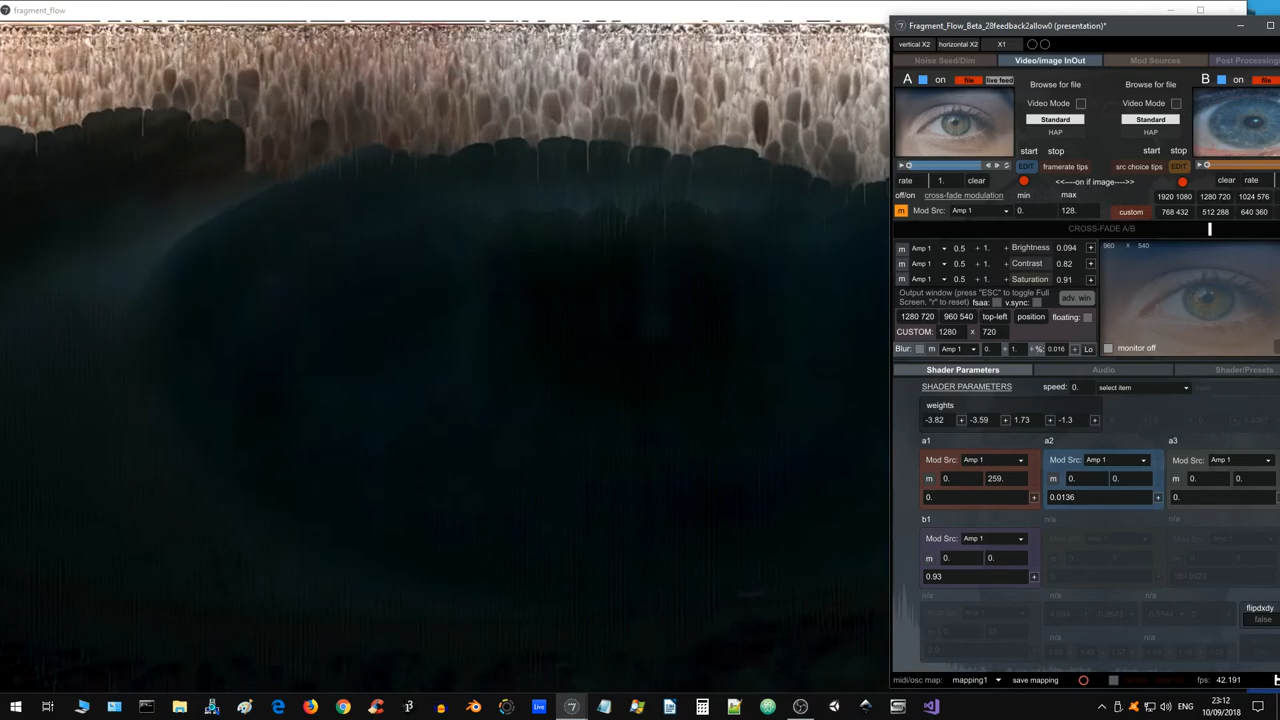 fragment_flow
Fragment_Flow_Beta_28feedback2allow0 (presentation)*
vertical X2 horizontal X2 X1
Noise Seed/Dim Video/image InOut Mod Sources Post Processing
A on file live feed Browse for file Browse for file B on file
Video Mode Video Mode
Standard Standard
HAP HAP
start stop start stop
EDIT framerate tips src choice tips EDIT
rate 1. clear <<----on if image----> clear rate
off/on cross-fade modulation min max 1920 1080 1280 720 1024 576
m Mod Src: Amp 1 0. 128. custom 768 432 512 288 640 360
CROSS-FADE A/B
m Amp 1 0.5 + 1. + Brightness 0.094 +
960 x 540
m Amp 1 0.5 + 1. + Contrast 0.82 +
m Amp 1 0.5 + 1. + Saturation 0.91 +
Output window (press "ESC" to toggle Full
Screen, "r" to reset) fsaa: v.sync: adv. win
1280 720 960 540 top-left position floating:
CUSTOM: 1280 x 720
Blur: m Amp 1 0. + 1. + %: 0.016 + Lo monitor off
Shader Parameters Audio Shader/Presets
SHADER PARAMETERS speed: 0. select item
weights
-3.82 + -3.59 + 1.73 + -1.3 +
a1 a2 a3
Mod Src: Amp 1 Mod Src: Amp 1 Mod Src: Amp 1
m 0. 259. m 0. 0. m 0. 0.
0. + 0.0136 + 0.
b1 n/a n/a
Mod Src: Amp 1
m 0. 0.
0.93 +
n/a n/a n/a
flipdxdy
false
midi/osc map: mapping1 save mapping fps: 42.191
Live
ENG 23:12
10/09/2018